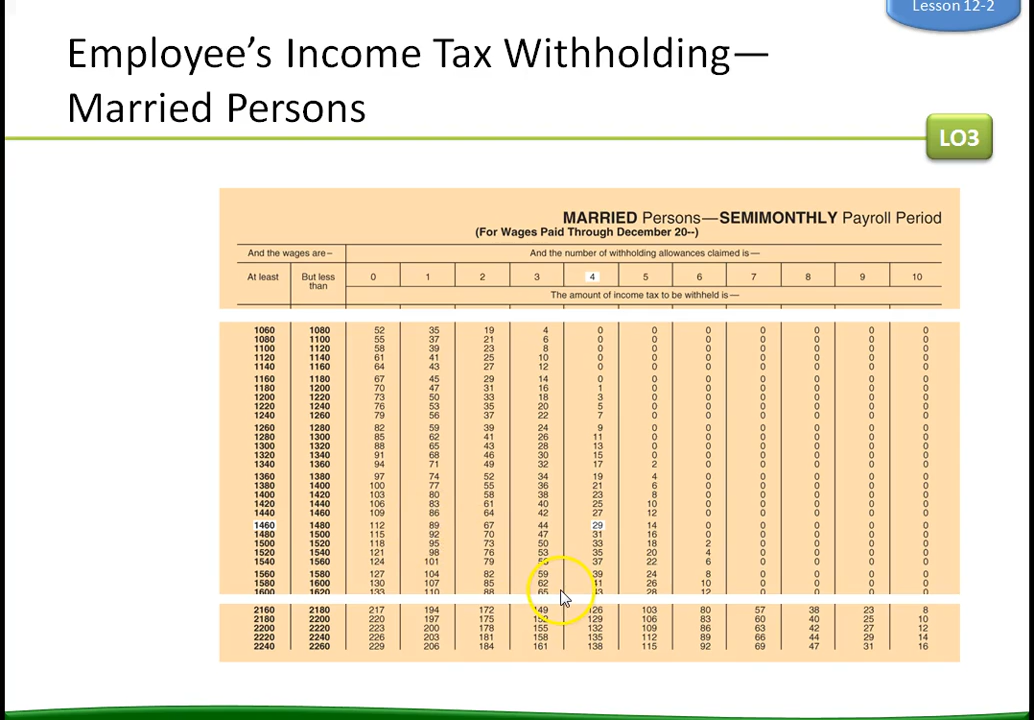 Lesson 12-2
Employee's Income Tax Withholding—
Married Persons
LO3
MARRIED Persons—SEMIMONTHLY Payroll Period
(For Wages Paid Through December 20--)
And the wages are– And the number of withholding allowances claimed is—
At least But less than 0 1 2 3 4 5 6 7 8 9 10
The amount of income tax to be withheld is—
1060 1080 52 35 19 4 0 0 0 0 0 0 0
1080 1100 55 37 21 6 0 0 0 0 0 0 0
1100 1120 58 39 23 8 0 0 0 0 0 0 0
1120 1140 61 41 25 10 0 0 0 0 0 0 0
1140 1160 64 43 27 12 0 0 0 0 0 0 0
1160 1180 67 45 29 14 0 0 0 0 0 0 0
1180 1200 70 47 31 16 1 0 0 0 0 0 0
1200 1220 73 50 33 18 3 0 0 0 0 0 0
1220 1240 76 53 35 20 5 0 0 0 0 0 0
1240 1260 79 56 37 22 7 0 0 0 0 0 0
1260 1280 82 59 39 24 9 0 0 0 0 0 0
1280 1300 85 62 41 26 11 0 0 0 0 0 0
1300 1320 88 65 43 28 13 0 0 0 0 0 0
1320 1340 91 68 46 30 15 0 0 0 0 0 0
1340 1360 94 71 49 32 17 2 0 0 0 0 0
1360 1380 97 74 52 34 19 4 0 0 0 0 0
1380 1400 100 77 55 36 21 6 0 0 0 0 0
1400 1420 103 80 58 38 23 8 0 0 0 0 0
1420 1440 106 83 61 40 25 10 0 0 0 0 0
1440 1460 109 86 64 42 27 12 0 0 0 0 0
1460 1480 112 89 67 44 29 14 0 0 0 0 0
1480 1500 115 92 70 47 31 16 0 0 0 0 0
1500 1520 118 95 73 50 33 18 2 0 0 0 0
1520 1540 121 98 76 53 35 20 4 0 0 0 0
1540 1560 124 101 79 37 22 6 0 0 0 0
1560 1580 127 104 82 59 39 24 8 0 0 0 0
1580 1600 130 107 85 62 41 26 10 0 0 0 0
1600 1620 133 110 88 65 43 28 12 0 0 0 0
2160 2180 217 194 172 149 126 103 80 57 38 23 8
2180 2200 220 197 175 129 106 83 60 40 25 10
2200 2220 223 200 178 155 132 109 86 63 42 27 12
2220 2240 226 203 181 158 135 112 89 66 44 29 14
2240 2260 229 206 184 161 138 115 92 69 47 31 16